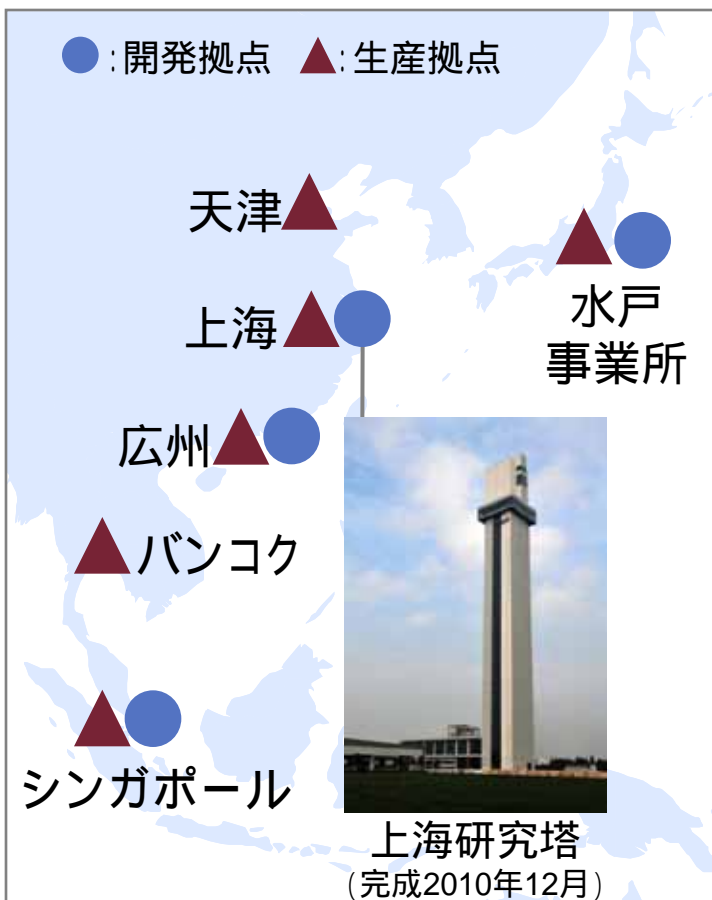 ●:開発拠点 ▲:生産拠点
天津
上海
水戸
事業所
広州
バンコク
シンガポール
上海研究塔
(完成2010年12月)